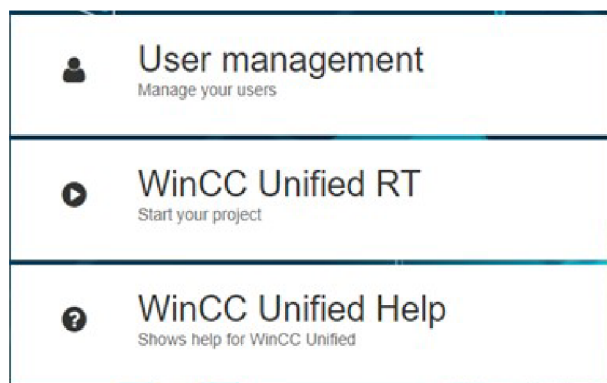 User management
Manage your users
WinCC Unified RT
Start your project
WinCC Unified Help
Shows help for WinCC Unified